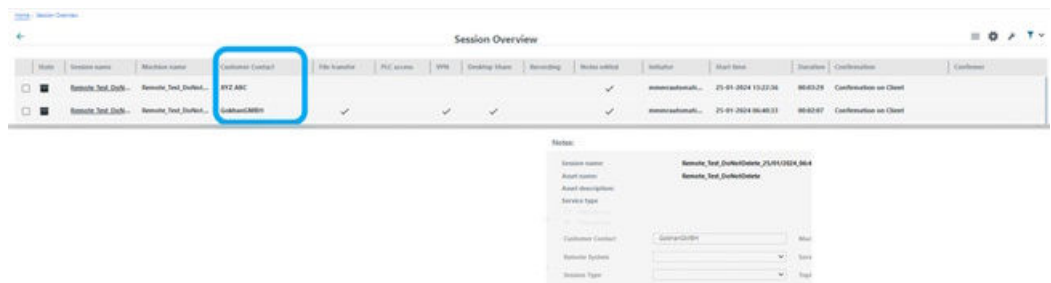 Home › Session Overview
Session Overview
State Session name Machine name Customer Contact File transfer PLC access VPN Desktop Share Recording Notes edited Initiator Start time Duration Confirmation Confirmer
Remote_Test_DoN... Remote_Test_DoNot... XYZ ABC mmmrautomati... 25-01-2024 13:22:36 00:03:29 Confirmation on Client
Remote_Test_DoN... Remote_Test_DoNot... GokhanGMBH 25-01-2024 06:40:33 00:02:07 Confirmation on Client
Notes:
Session name: Remote_Test_DoNotDelete_25/01/2024_06:4
Asset name: Remote_Test_DoNotDelete
Asset description:
Service type
Customer Contact GokhanGMBH
Remote System
Session Type